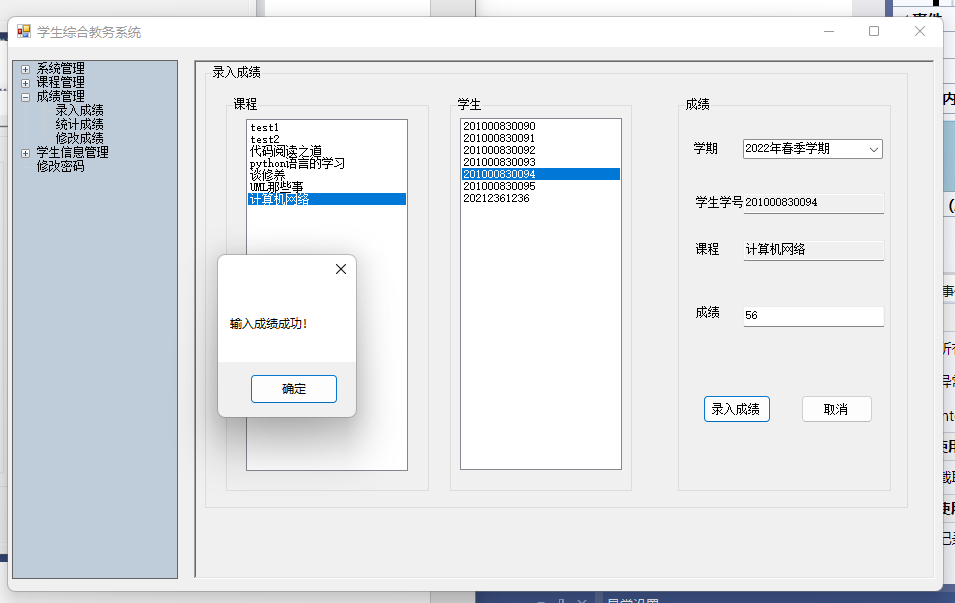 事件
学生综合教务系统
系统管理
课程管理
成绩管理
录入成绩
统计成绩
修改成绩
学生信息管理
修改密码
录入成绩
课程
test1
test2
代码阅读之道
python语言的学习
谈修养
UML那些事
计算机网络
学生
201000830090
201000830091
201000830092
201000830093
201000830094
201000830095
20212361236
成绩
学期
2022年春季学期
学生学号
201000830094
课程
计算机网络
成绩
56
录入成绩
取消
输入成绩成功!
确定